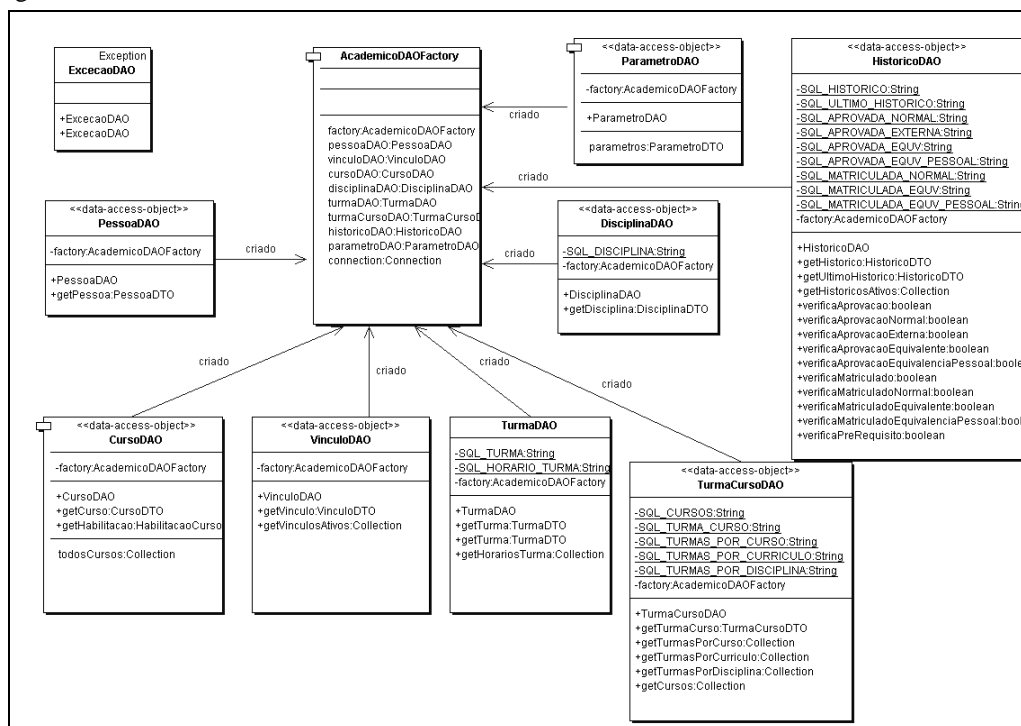 Exception
ExcecaoDAO
+ExcecaoDAO
+ExcecaoDAO
AcademicoDAOFactory
factory:AcademicoDAOFactory
pessoaDAO:PessoaDAO
vinculoDAO:VinculoDAO
cursoDAO:CursoDAO
disciplinaDAO:DisciplinaDAO
turmaDAO:TurmaDAO
turmaCursoDAO:TurmaCursoD
historicoDAO:HistoricoDAO
parametroDAO:ParametroDAO
connection:Connection
<<data-access-object>>
ParametroDAO
-factory:AcademicoDAOFactory
+ParametroDAO
parametros:ParametroDTO
criado
<<data-access-object>>
HistoricoDAO
-SQL_HISTORICO:String
-SQL_ULTIMO_HISTORICO:String
-SQL_APROVADA_NORMAL:String
-SQL_APROVADA_EXTERNA:String
-SQL_APROVADA_EQUV:String
-SQL_APROVADA_EQUV_PESSOAL:String
-SQL_MATRICULADA_NORMAL:String
-SQL_MATRICULADA_EQUV:String
-SQL_MATRICULADA_EQUV_PESSOAL:String
-factory:AcademicoDAOFactory
+HistoricoDAO
+getHistorico:HistoricoDTO
+getUltimoHistorico:HistoricoDTO
+getHistoricosAtivos:Collection
+verificaAprovacao:boolean
+verificaAprovacaoNormal:boolean
+verificaAprovacaoExterna:boolean
+verificaAprovacaoEquivalente:boolean
+verificaAprovacaoEquivalenciaPessoal:boole
+verificaMatriculado:boolean
+verificaMatriculadoNormal:boolean
+verificaMatriculadoEquivalente:boolean
+verificaMatriculadoEquivalenciaPessoal:bool
+verificaPreRequisito:boolean
criado
<<data-access-object>>
PessoaDAO
-factory:AcademicoDAOFactory
+PessoaDAO
+getPessoa:PessoaDTO
criado
<<data-access-object>>
DisciplinaDAO
-SQL_DISCIPLINA:String
-factory:AcademicoDAOFactory
+DisciplinaDAO
+getDisciplina:DisciplinaDTO
criado
criado
criado
criado
criado
<<data-access-object>>
CursoDAO
-factory:AcademicoDAOFactory
+CursoDAO
+getCurso:CursoDTO
+getHabilitacao:HabilitacaoCurso
todosCursos:Collection
<<data-access-object>>
VinculoDAO
-factory:AcademicoDAOFactory
+VinculoDAO
+getVinculo:VinculoDTO
+getVinculosAtivos:Collection
TurmaDAO
-SQL_TURMA:String
-SQL_HORARIO_TURMA:String
-factory:AcademicoDAOFactory
+TurmaDAO
+getTurma:TurmaDTO
+getTurma:TurmaDTO
+getHorariosTurma:Collection
<<data-access-object>>
TurmaCursoDAO
-SQL_CURSOS:String
-SQL_TURMA_CURSO:String
-SQL_TURMAS_POR_CURSO:String
-SQL_TURMAS_POR_CURRICULO:String
-SQL_TURMAS_POR_DISCIPLINA:String
-factory:AcademicoDAOFactory
+TurmaCursoDAO
+getTurmaCurso:TurmaCursoDTO
+getTurmasPorCurso:Collection
+getTurmasPorCurriculo:Collection
+getTurmasPorDisciplina:Collection
+getCursos:Collection